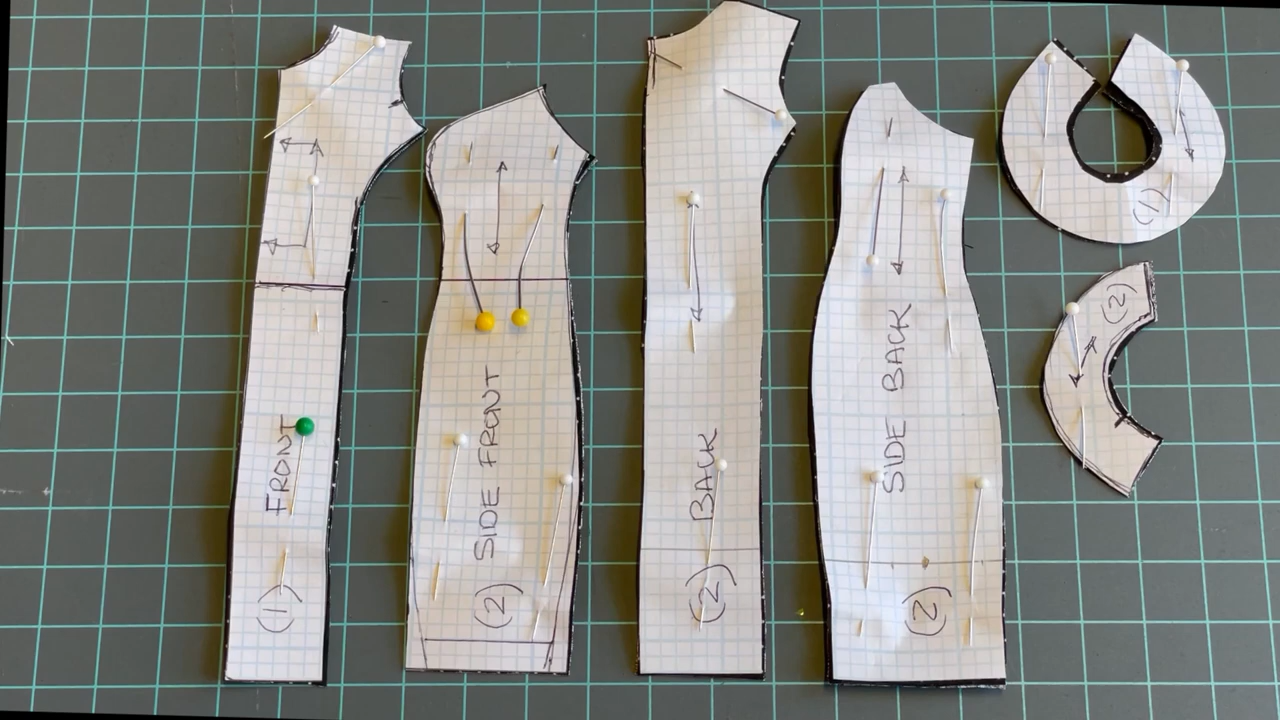 FRONT
(1)
SIDE FRONT
(2)
BACK
(2)
SIDE BACK
(2)
(1)
(2)